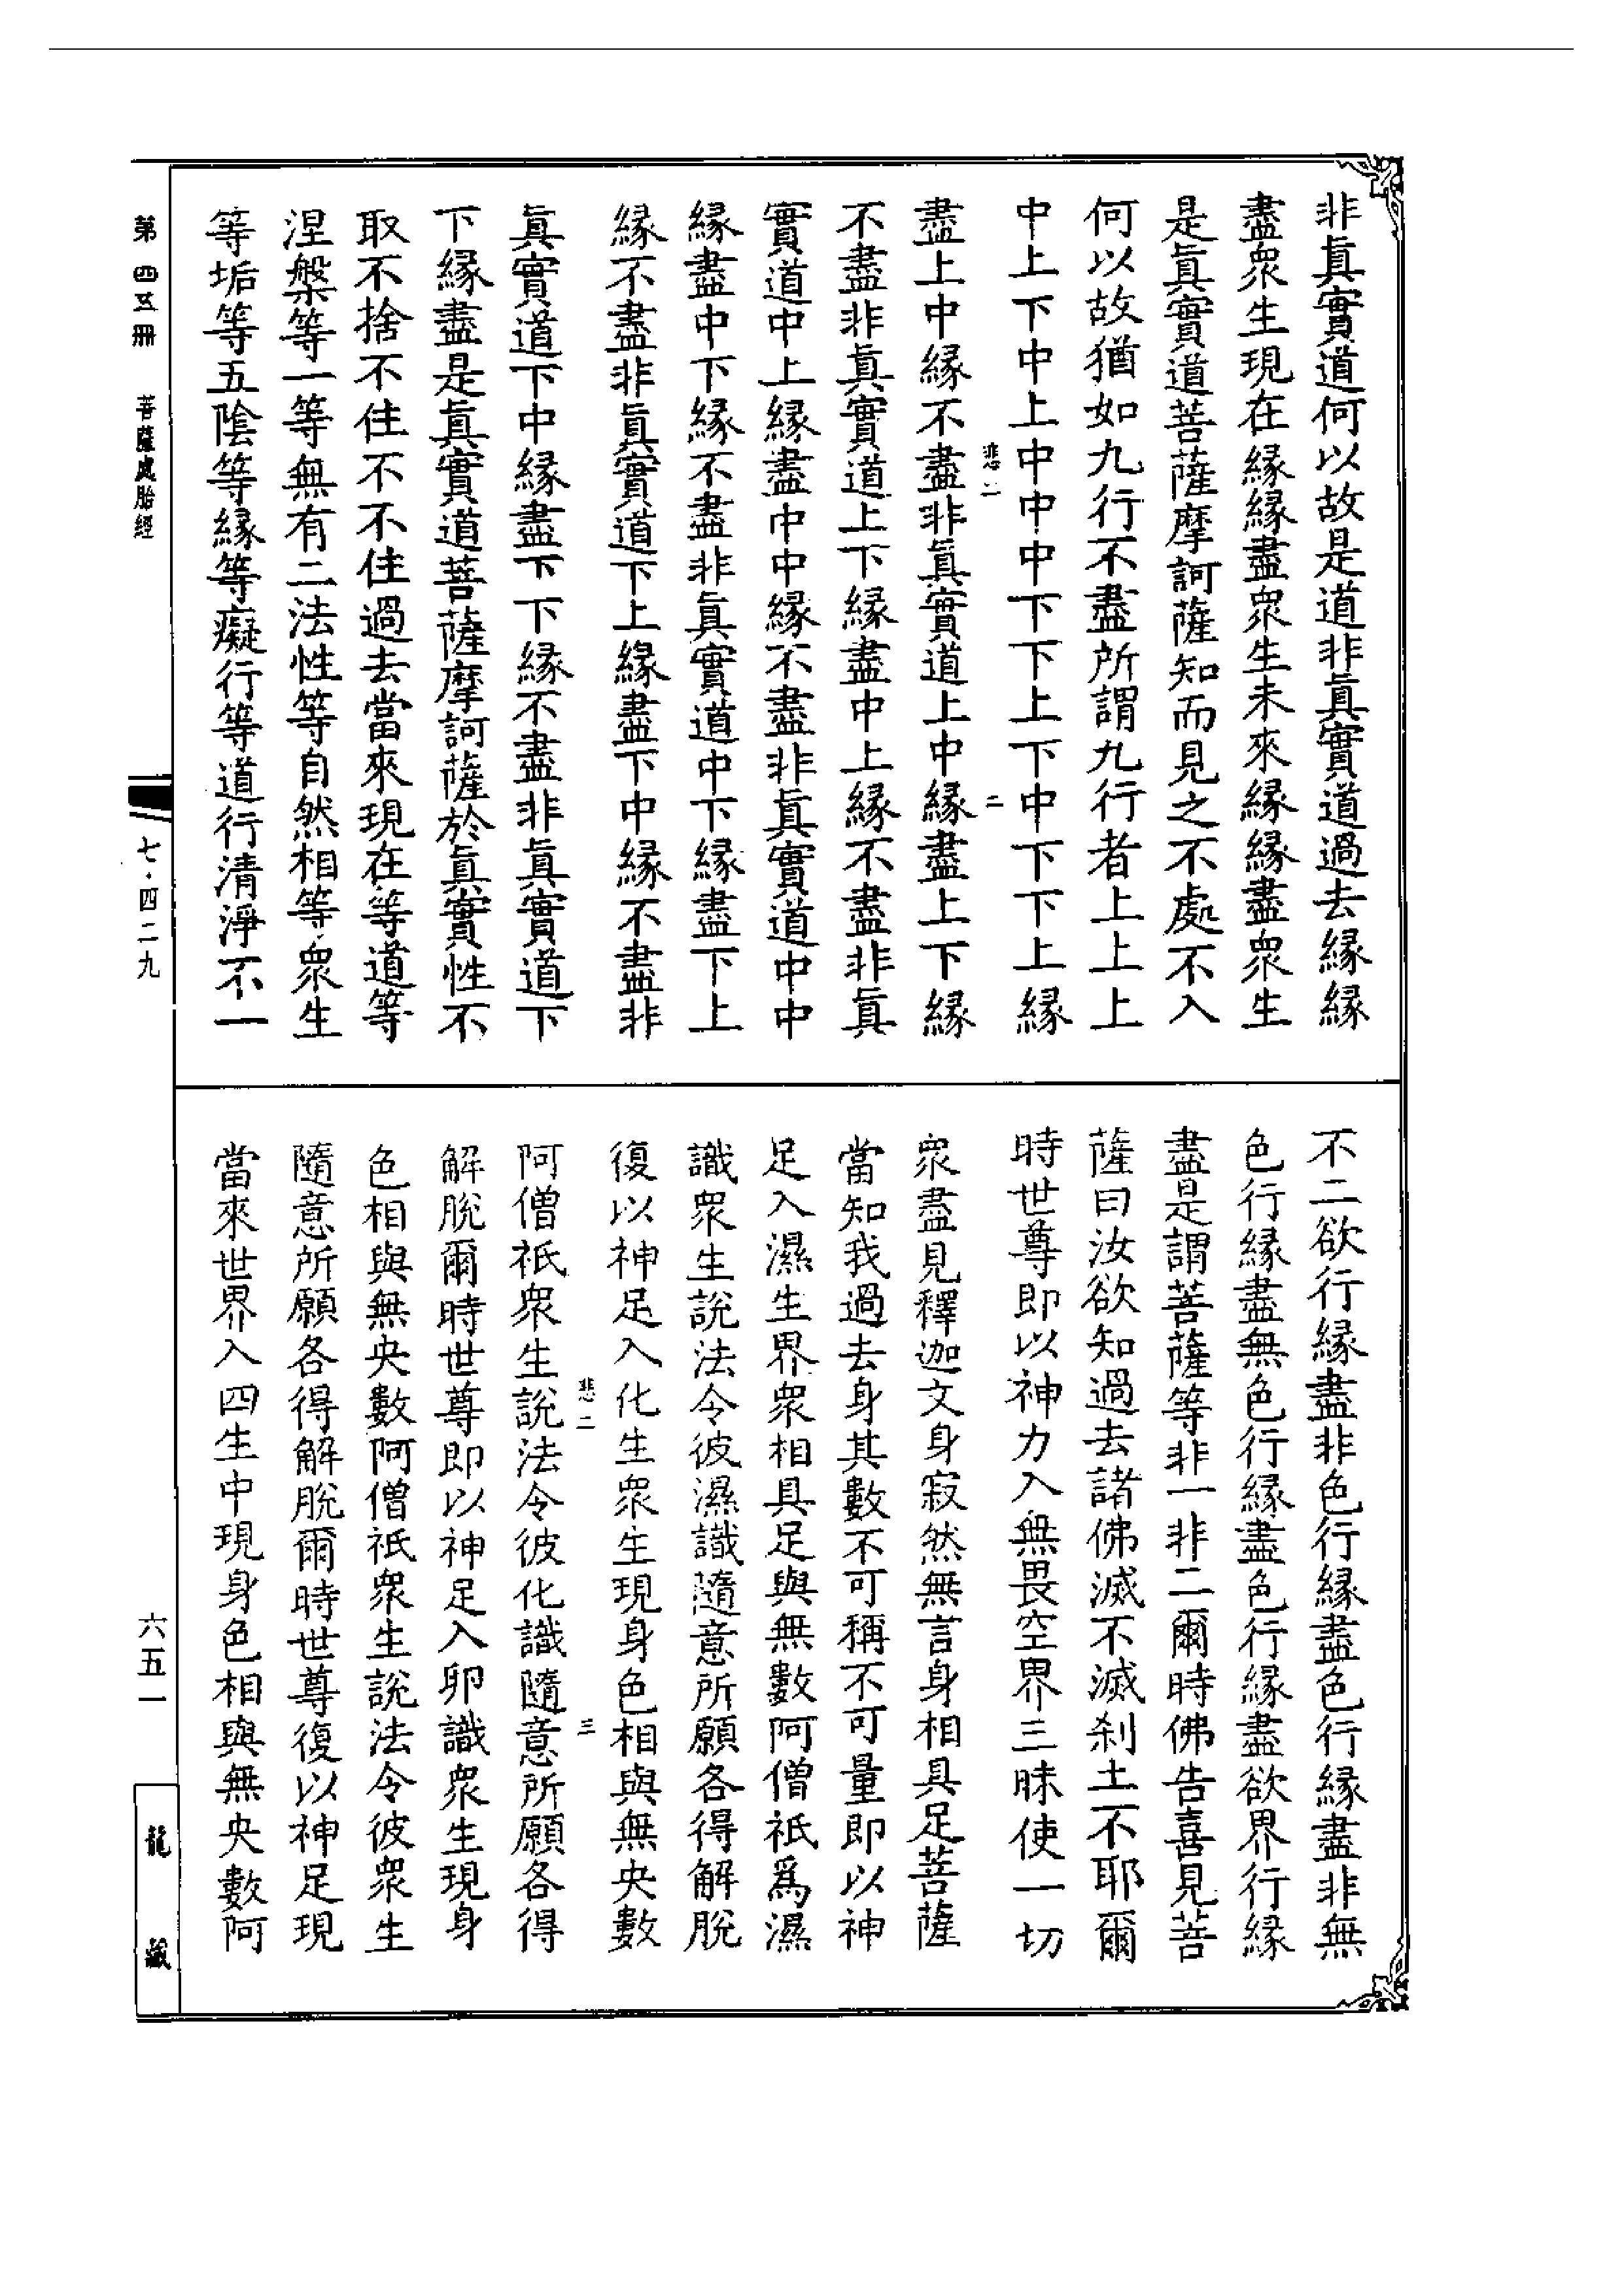 非眞實道何以故是道非眞實道過去緣緣
盡衆生現在緣緣盡衆生未來緣緣盡衆生
是眞實道菩薩摩訶薩知而見之不處不入
何以故猶如九行不盡所謂九行者上上上
中上下中上中中中下下上下中下下上緣
悲二
二
盡上中緣不盡非眞實道上中緣盡上下緣
不盡非眞實道上下緣盡中上緣不盡非眞
實道中上緣盡中中緣不盡非眞實道中中
緣盡中下緣不盡非眞實道中下緣盡下上
緣不盡非眞實道下上緣盡下中緣不盡非
眞實道下中緣盡下下緣不盡非眞實道下
下緣盡是眞實道菩薩摩訶薩於眞實性不
取不捨不住不不住過去當來現在等道等
涅槃等一等無有二法性等自然相等衆生
等垢等五陰等緣等癡行等道行清淨不一
不二欲行緣盡非色行緣盡色行緣盡非無
色行緣盡無色行緣盡色行緣盡欲界行緣
盡是謂菩薩等非一非二爾時佛告喜見菩
薩曰汝欲知過去諸佛滅不滅刹土不耶爾
時世尊即以神力入無畏空界三昧使一切
衆盡見釋迦文身寂然無言身相具足菩薩
當知我過去身其數不可稱不可量即以神
足入濕生界衆相具足與無數阿僧祇爲濕
識衆生說法令彼濕識隨意所願各得解脫
復以神足入化生衆生現身色相與無央數
悲二
三
阿僧祇衆生說法令彼化識隨意所願各得
解脫爾時世尊即以神足入卵識衆生現身
色相與無央數阿僧祇衆生說法令彼衆生
隨意所願各得解脫爾時世尊復以神足現
當來世界入四生中現身色相與無央數阿
第四五冊
菩薩處胎經
七·四二九
六五一
龍藏